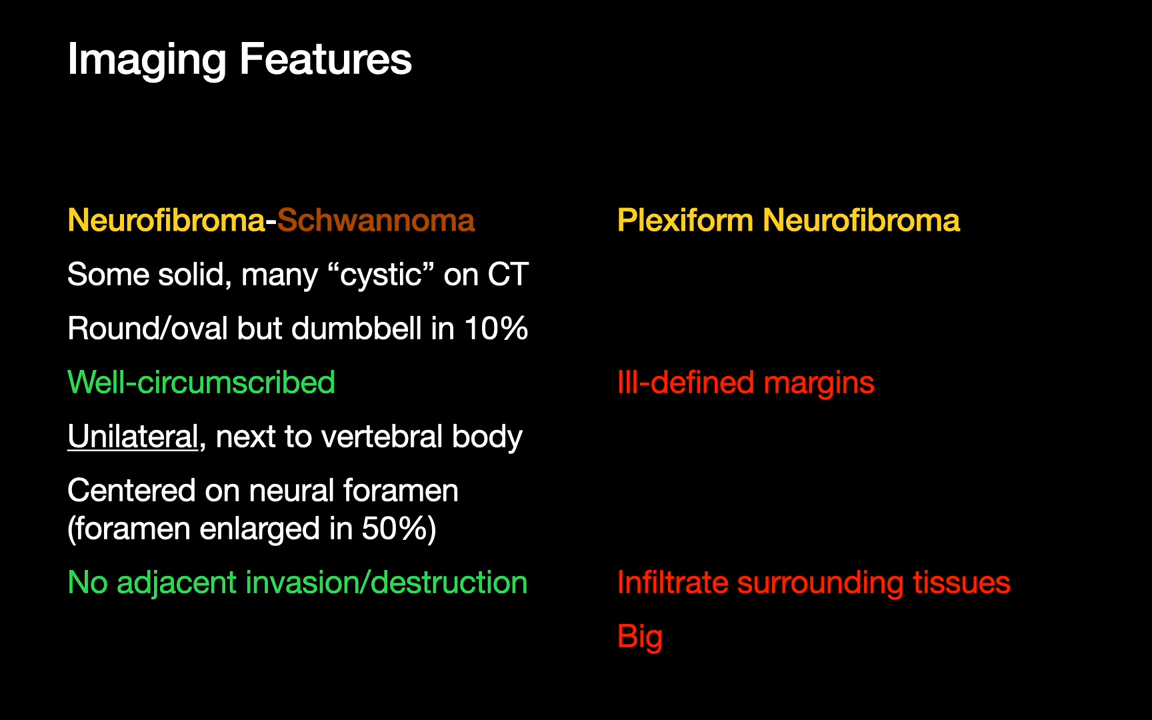 Imaging Features
Neurofibroma-Schwannoma
Some solid, many “cystic” on CT
Round/oval but dumbbell in 10%
Well-circumscribed
Unilateral, next to vertebral body
Centered on neural foramen
(foramen enlarged in 50%)
No adjacent invasion/destruction
Plexiform Neurofibroma
Ill-defined margins
Infiltrate surrounding tissues
Big